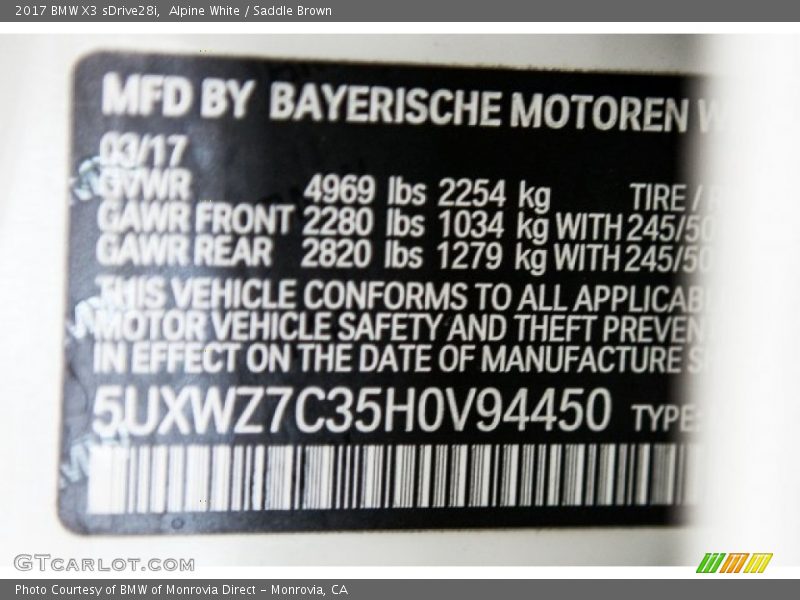 2017 BMW X3 sDrive28i,  Alpine White / Saddle Brown
MFD BY BAYERISCHE MOTOREN W
03/17
GVWR 4969 lbs 2254 kg TIRE /
GAWR FRONT 2280 lbs 1034 kg WITH 245/50
GAWR REAR 2820 lbs 1279 kg WITH 245/50
THIS VEHICLE CONFORMS TO ALL APPLICAB
MOTOR VEHICLE SAFETY AND THEFT PREVEN
IN EFFECT ON THE DATE OF MANUFACTURE S
5UXWZ7C35H0V94450 TYPE:
GTCARLOT.COM
Photo Courtesy of BMW of Monrovia Direct – Monrovia, CA